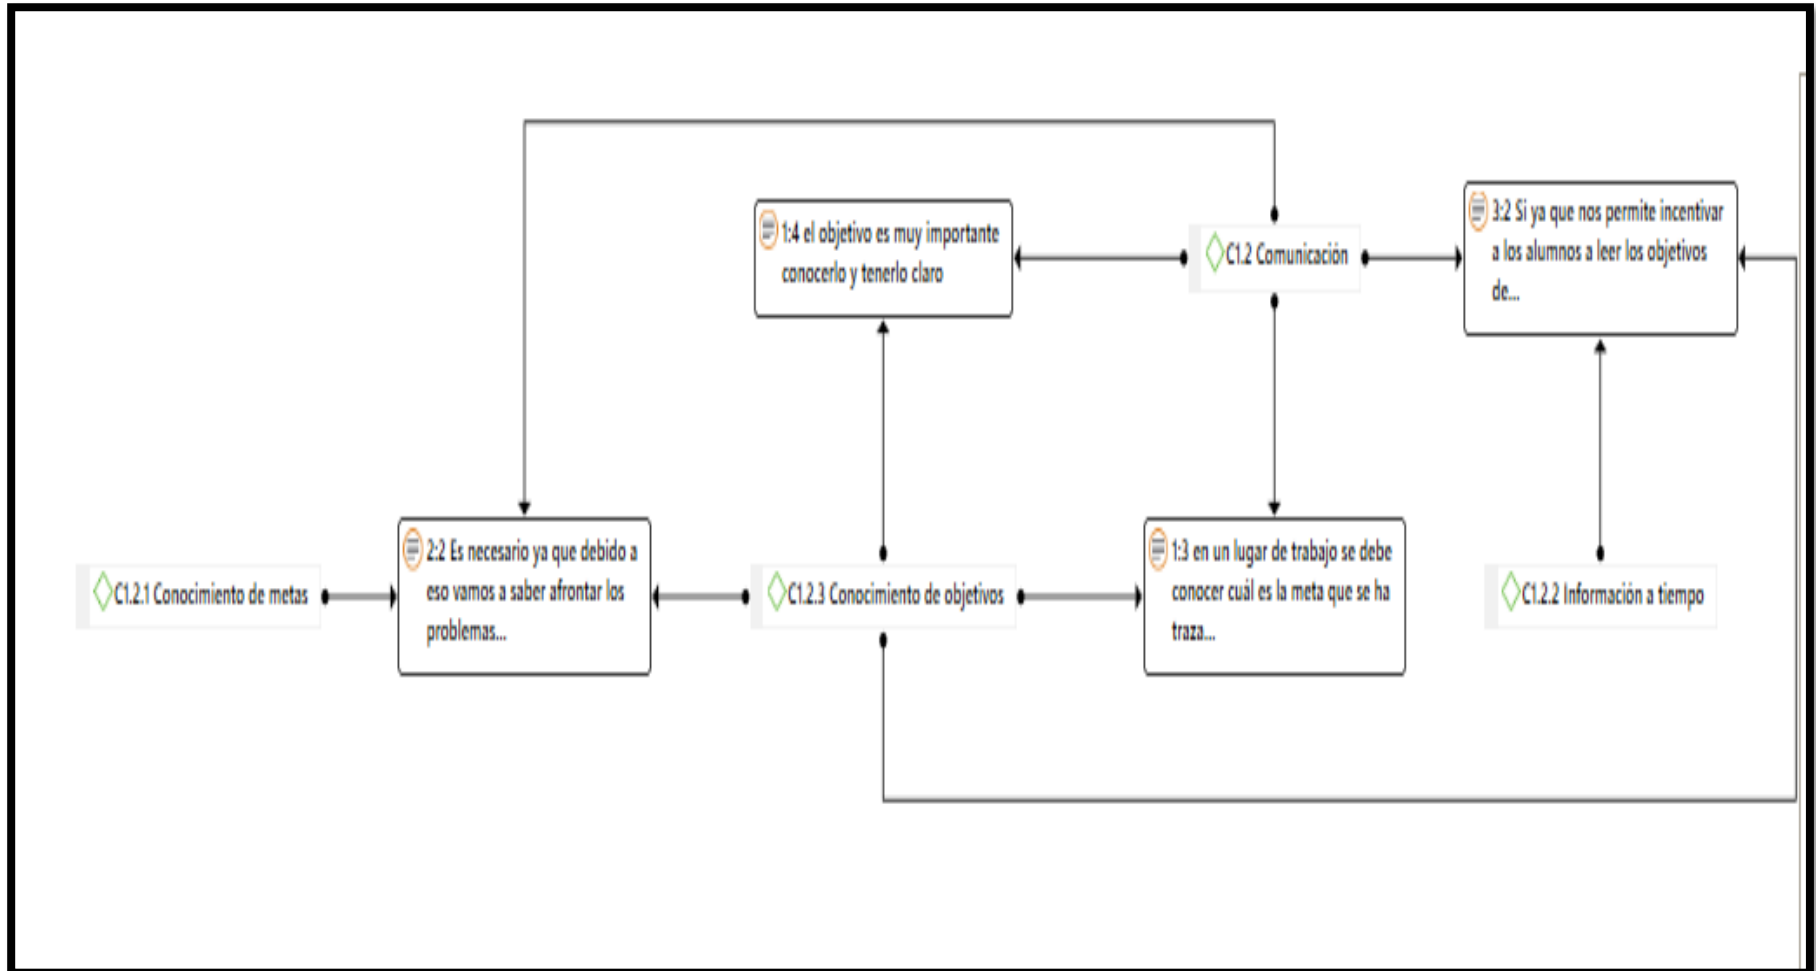 1:4 el objetivo es muy importante
conocerlo y tenerlo claro
C1.2 Comunicación
3:2 Si ya que nos permite incentivar
a los alumnos a leer los objetivos
de...
C1.2.1 Conocimiento de metas
2:2 Es necesario ya que debido a
eso vamos a saber afrontar los
problemas...
C1.2.3 Conocimiento de objetivos
1:3 en un lugar de trabajo se debe
conocer cuál es la meta que se ha
traza...
C1.2.2 Información a tiempo